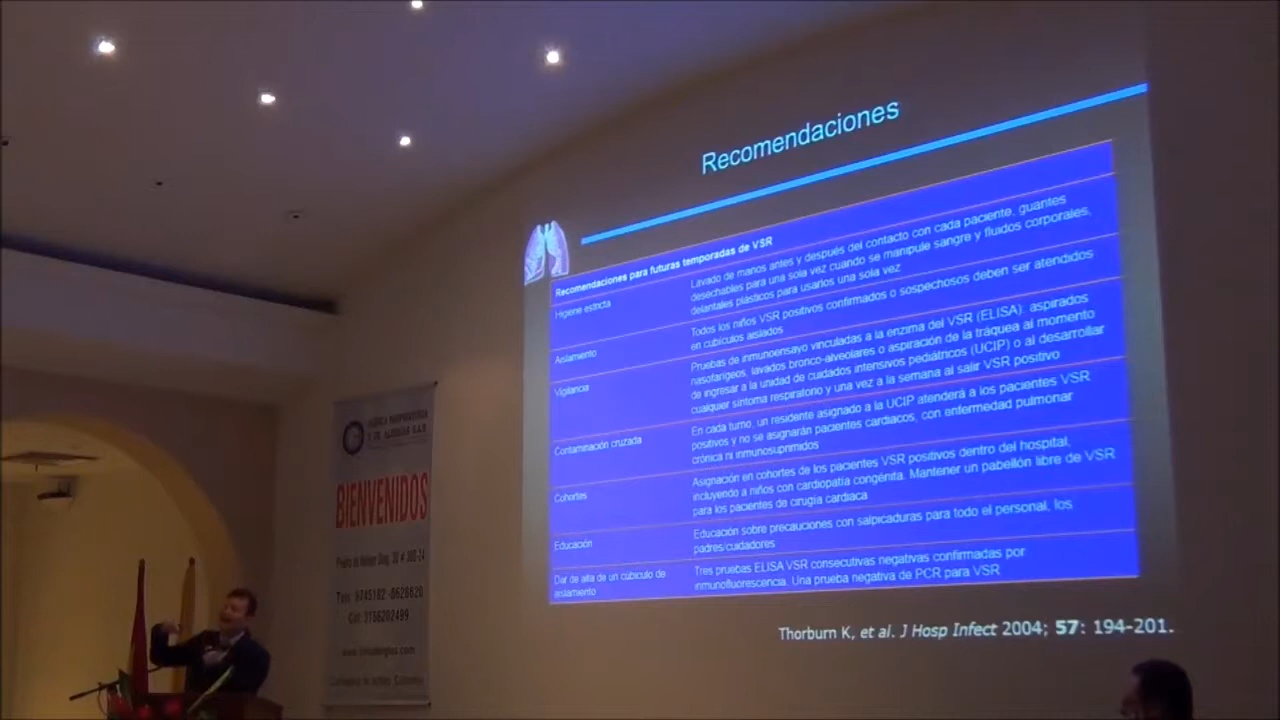 Recomendaciones
Recomendaciones para futuras temporadas de VSR
Higiene estricta
Lavado de manos antes y después del contacto con cada paciente, guantes
desechables para una sola vez cuando se manipule sangre y fluidos corporales,
delantales plásticos para usarlos una sola vez
Aislamiento
Todos los niños VSR positivos confirmados o sospechosos deben ser atendidos
en cubículos aislados
Vigilancia
Pruebas de inmunoensayo vinculadas a la enzima del VSR (ELISA): aspirados
nasofarígeos, lavados bronco-alveolares o aspiración de la tráquea al momento
de ingresar a la unidad de cuidados intensivos pediátricos (UCIP) o al desarrollar
cualquier síntoma respiratorio y una vez a la semana al salir VSR positivo
Contaminación cruzada
En cada turno, un residente asignado a la UCIP atenderá a los pacientes VSR
positivos y no se asignarán pacientes cardiacos, con enfermedad pulmonar
crónica ni inmunosuprimidos
Cohortes
Asignación en cohortes de los pacientes VSR positivos dentro del hospital,
incluyendo a niños con cardiopatía congénita. Mantener un pabellón libre de VSR
para los pacientes de cirugía cardiaca
Educación
Educación sobre precauciones con salpicaduras para todo el personal, los
padres/cuidadores
Dar de alta de un cubículo de
aislamiento
Tres pruebas ELISA VSR consecutivas negativas confirmadas por
inmunofluorescencia. Una prueba negativa de PCR para VSR
Thorburn K, et al. J Hosp Infect 2004; 57: 194-201.
BIENVENIDOS